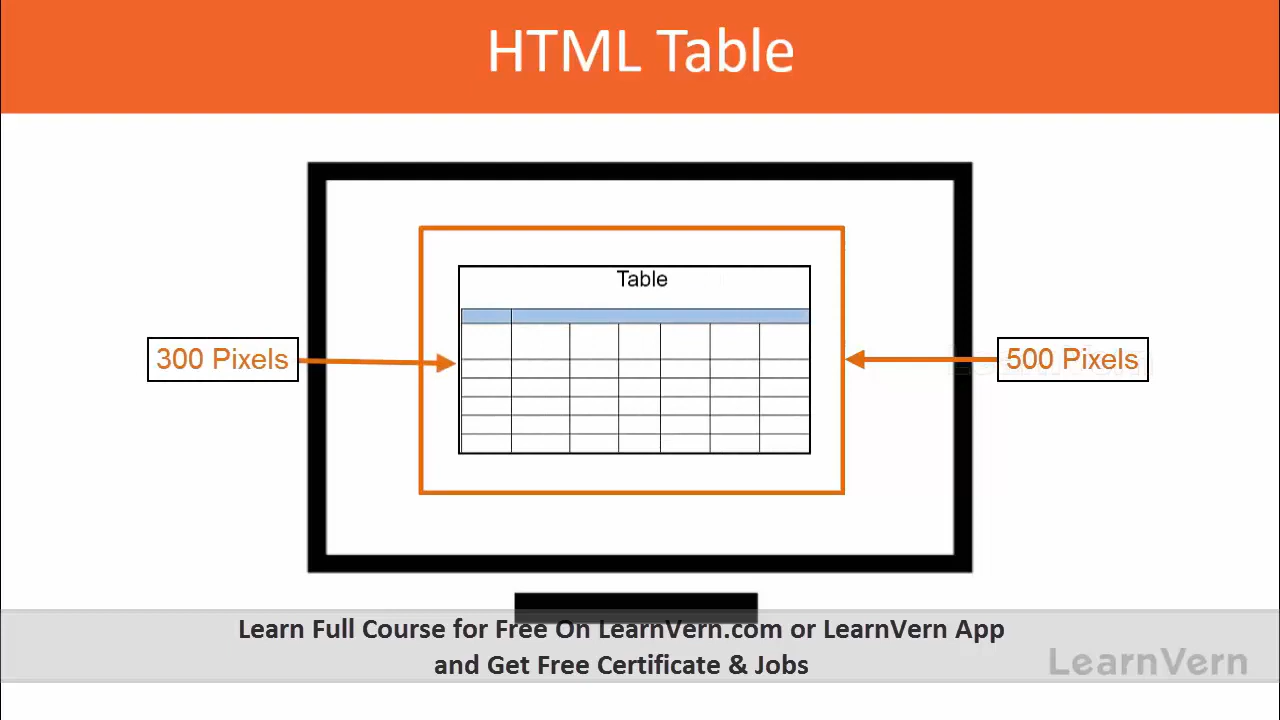 HTML Table
Table
300 Pixels
500 Pixels
Learn Full Course for Free On LearnVern.com or LearnVern App
and Get Free Certificate & Jobs
LearnVern